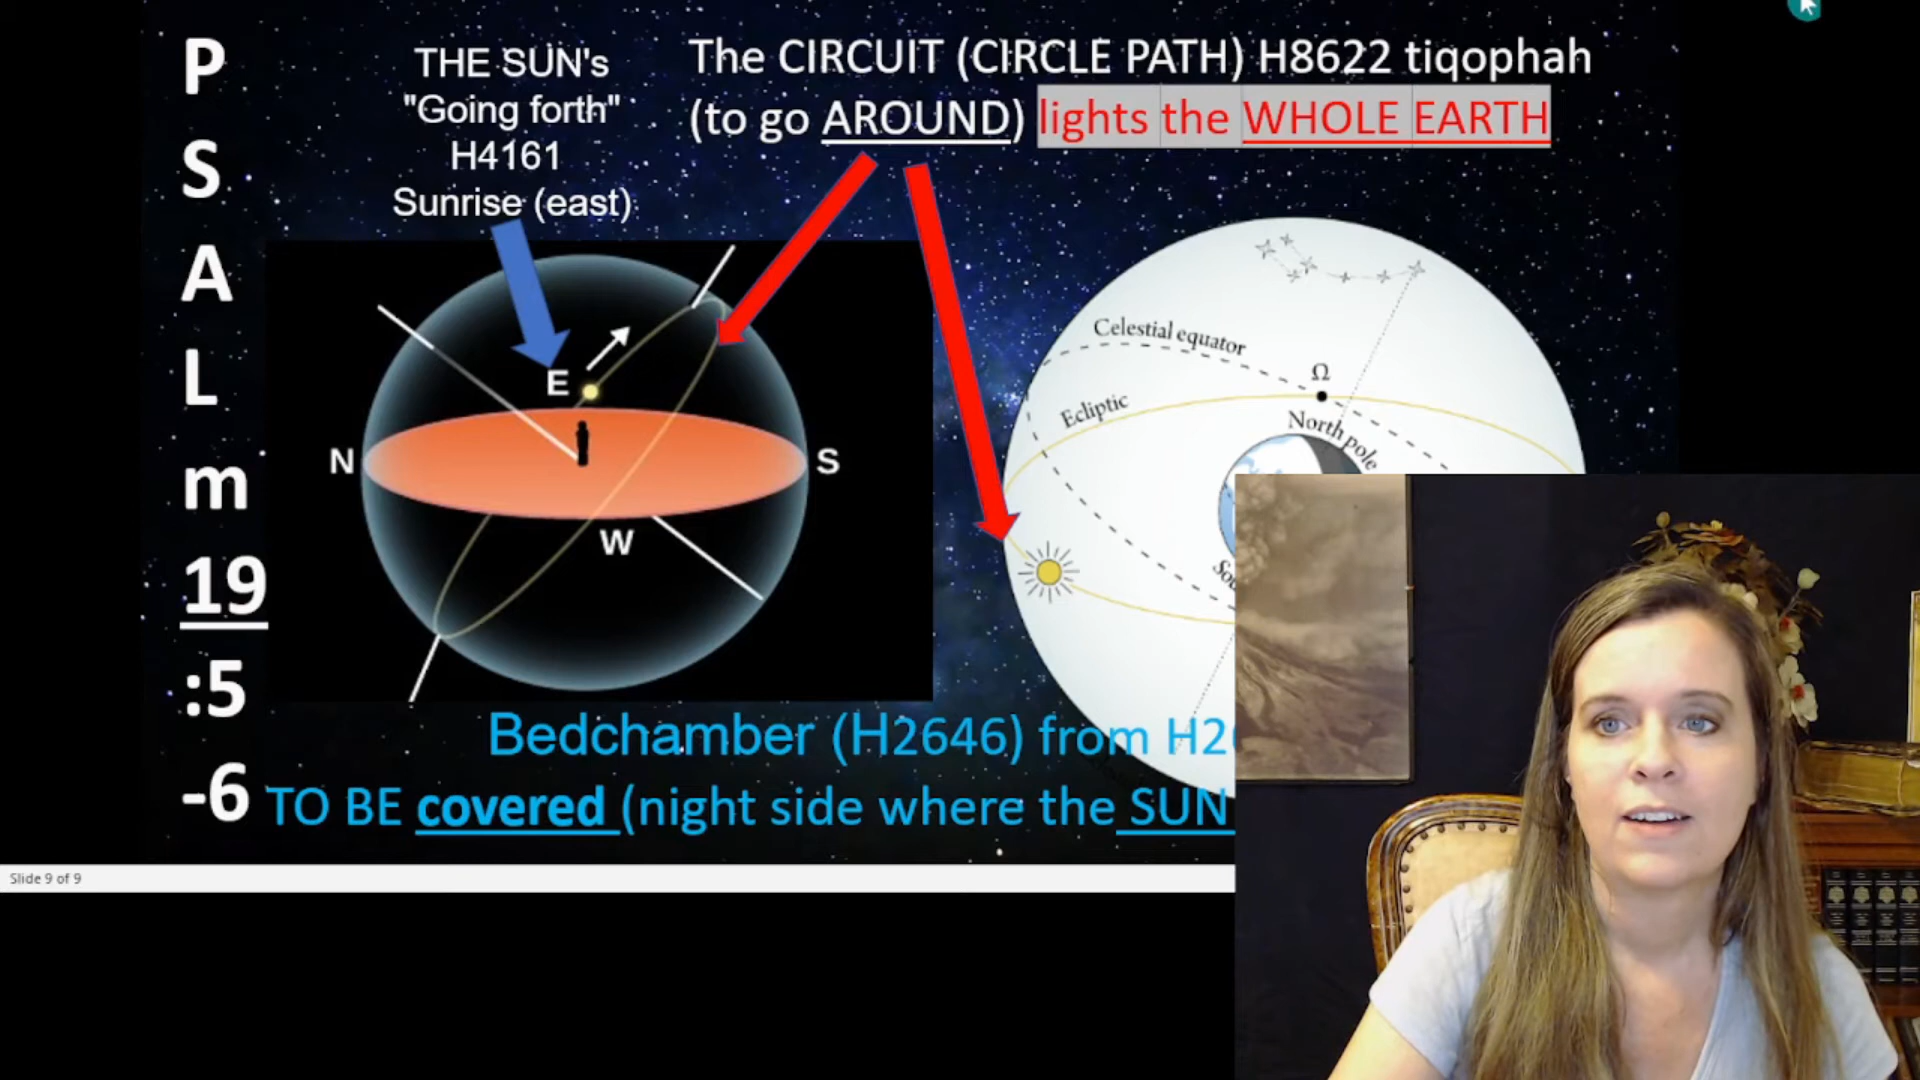 P
S
A
L
m
19
:5
-6
THE SUN's
"Going forth"
H4161
Sunrise (east)
The CIRCUIT (CIRCLE PATH) H8622 tiqophah
(to go AROUND) lights the WHOLE EARTH
E
N
S
W
Celestial equator
Ω
Ecliptic
North pole
Bedchamber (H2646) from
TO BE covered (night side where the SUN
Slide 9 of 9